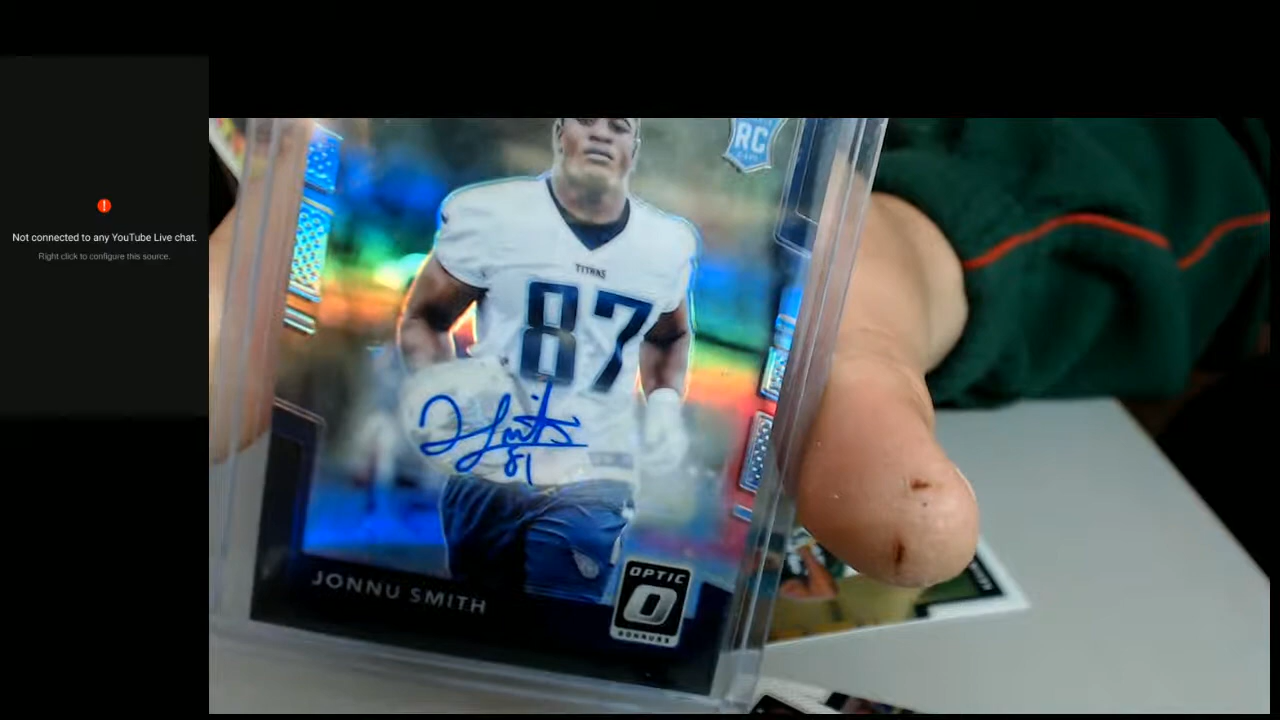 Not connected to any YouTube Live chat.
Right click to configure this source.
RC
TITANS
87
81
JONNU SMITH
OPTIC
DONRUSS